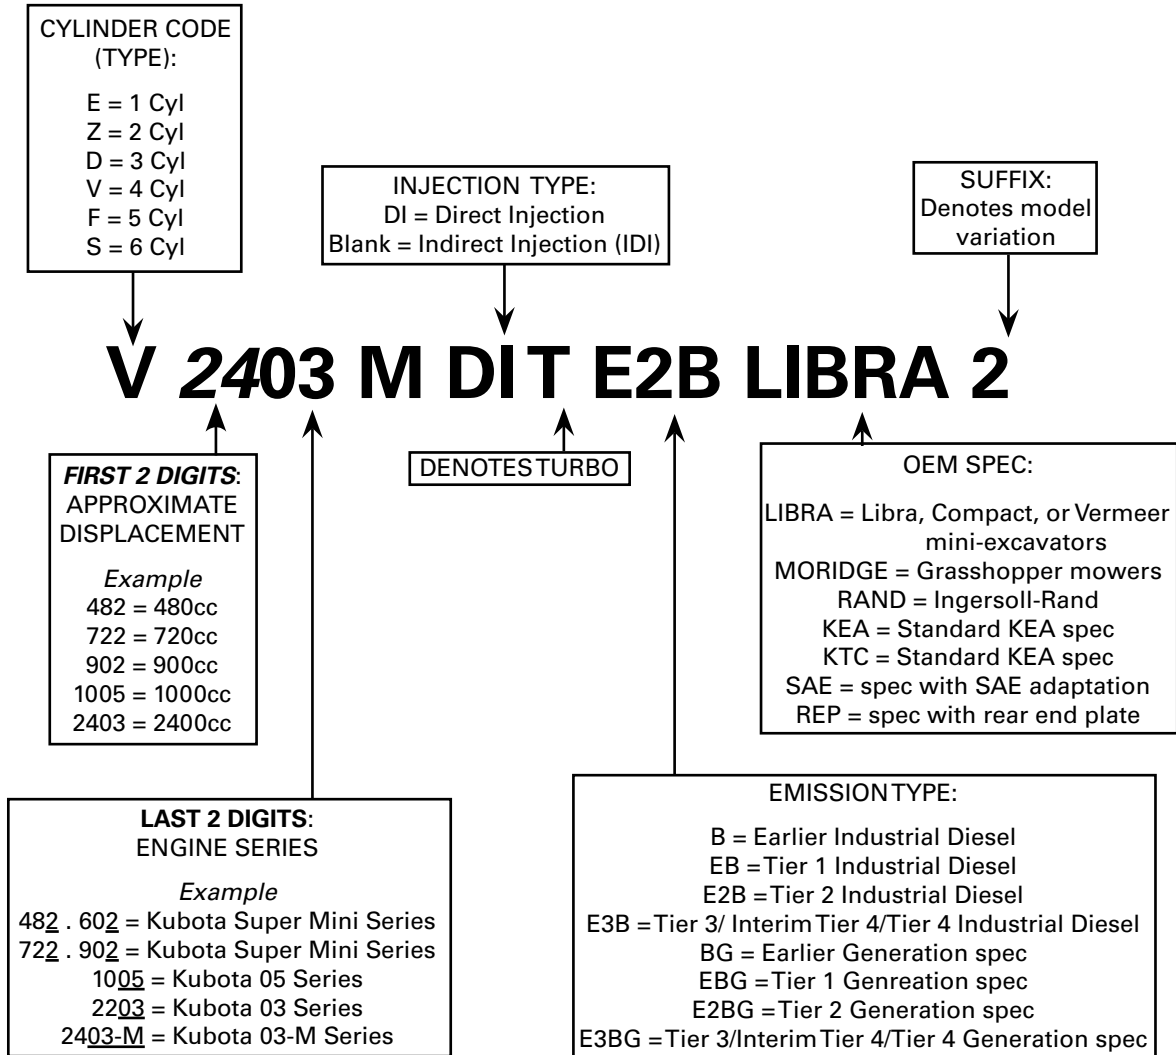 CYLINDER CODE
(TYPE):
E = 1 Cyl
Z = 2 Cyl
D = 3 Cyl
V = 4 Cyl
F = 5 Cyl
S = 6 Cyl
INJECTION TYPE:
DI = Direct Injection
Blank = Indirect Injection (IDI)
SUFFIX:
Denotes model
variation
V 2403 M DI T E2B LIBRA 2
FIRST 2 DIGITS:
APPROXIMATE
DISPLACEMENT
Example
482 = 480cc
722 = 720cc
902 = 900cc
1005 = 1000cc
2403 = 2400cc
DENOTES TURBO
OEM SPEC:
LIBRA = Libra, Compact, or Vermeer
mini-excavators
MORIDGE = Grasshopper mowers
RAND = Ingersoll-Rand
KEA = Standard KEA spec
KTC = Standard KEA spec
SAE = spec with SAE adaptation
REP = spec with rear end plate
LAST 2 DIGITS:
ENGINE SERIES
Example
482 . 602 = Kubota Super Mini Series
722 . 902 = Kubota Super Mini Series
1005 = Kubota 05 Series
2203 = Kubota 03 Series
2403-M = Kubota 03-M Series
EMISSION TYPE:
B = Earlier Industrial Diesel
EB = Tier 1 Industrial Diesel
E2B = Tier 2 Industrial Diesel
E3B = Tier 3/ Interim Tier 4/Tier 4 Industrial Diesel
BG = Earlier Generation spec
EBG = Tier 1 Genreation spec
E2BG = Tier 2 Generation spec
E3BG = Tier 3/Interim Tier 4/Tier 4 Generation spec